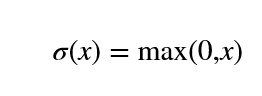 σ(x) = max(0,x)